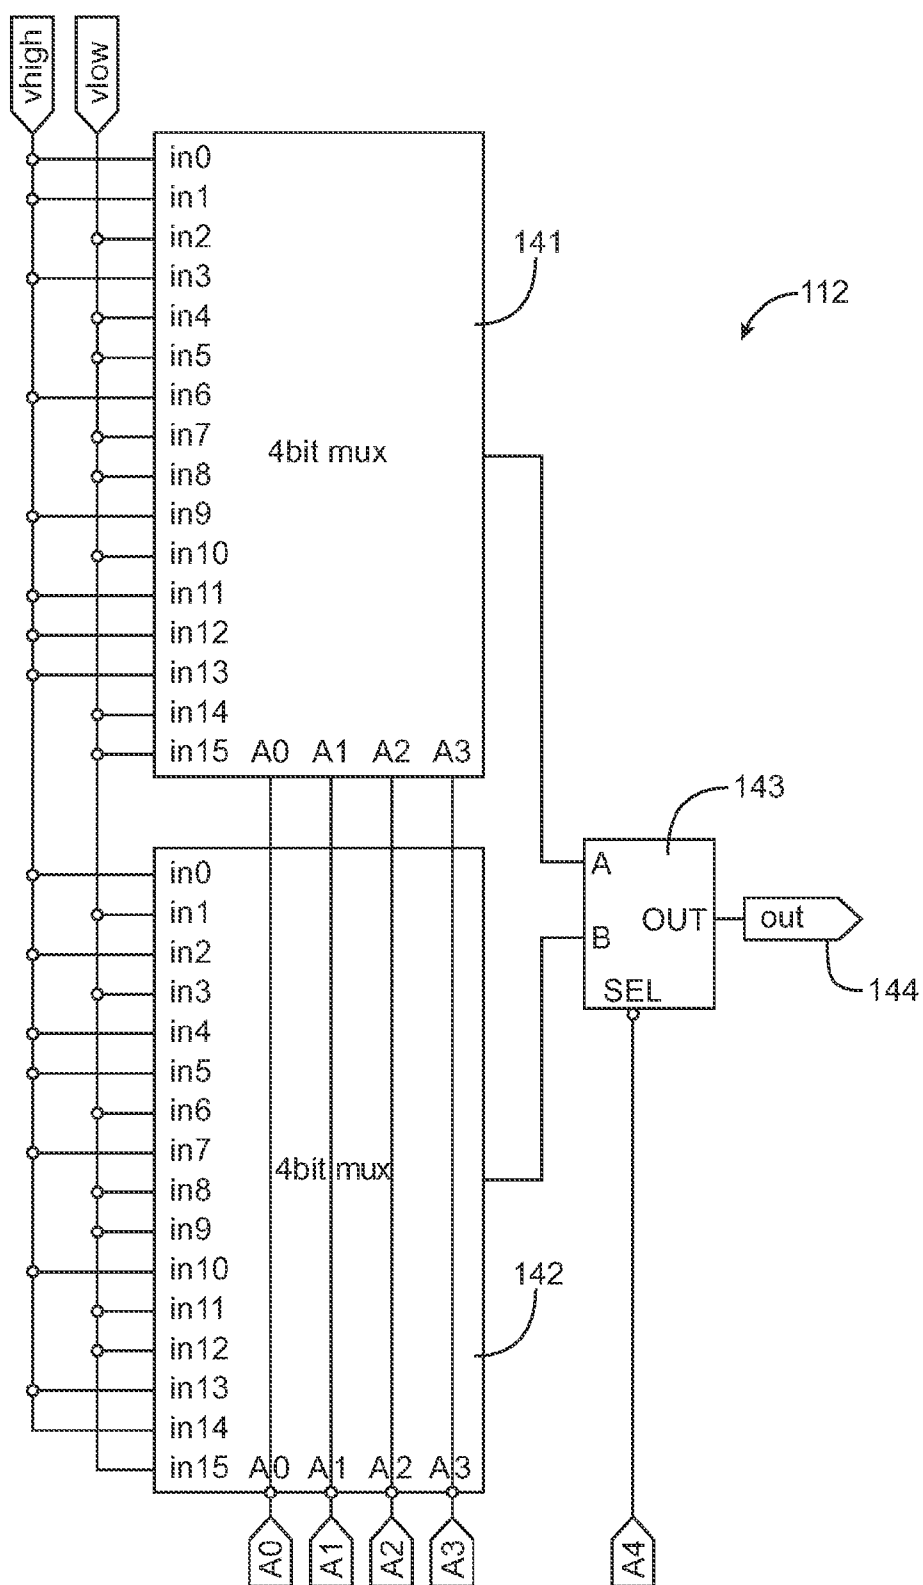 vhigh
vlow
in0
in1
in2
in3
in4
in5
in6
in7
in8
in9
in10
in11
in12
in13
in14
in15 A0 A1 A2 A3
4bit mux
141
112
in0
in1
in2
in3
in4
in5
in6
in7
in8
in9
in10
in11
in12
in13
in14
in15 A0 A1 A2 A3
4bit mux
142
143
A
B
OUT
SEL
out
144
A0
A1
A2
A3
A4